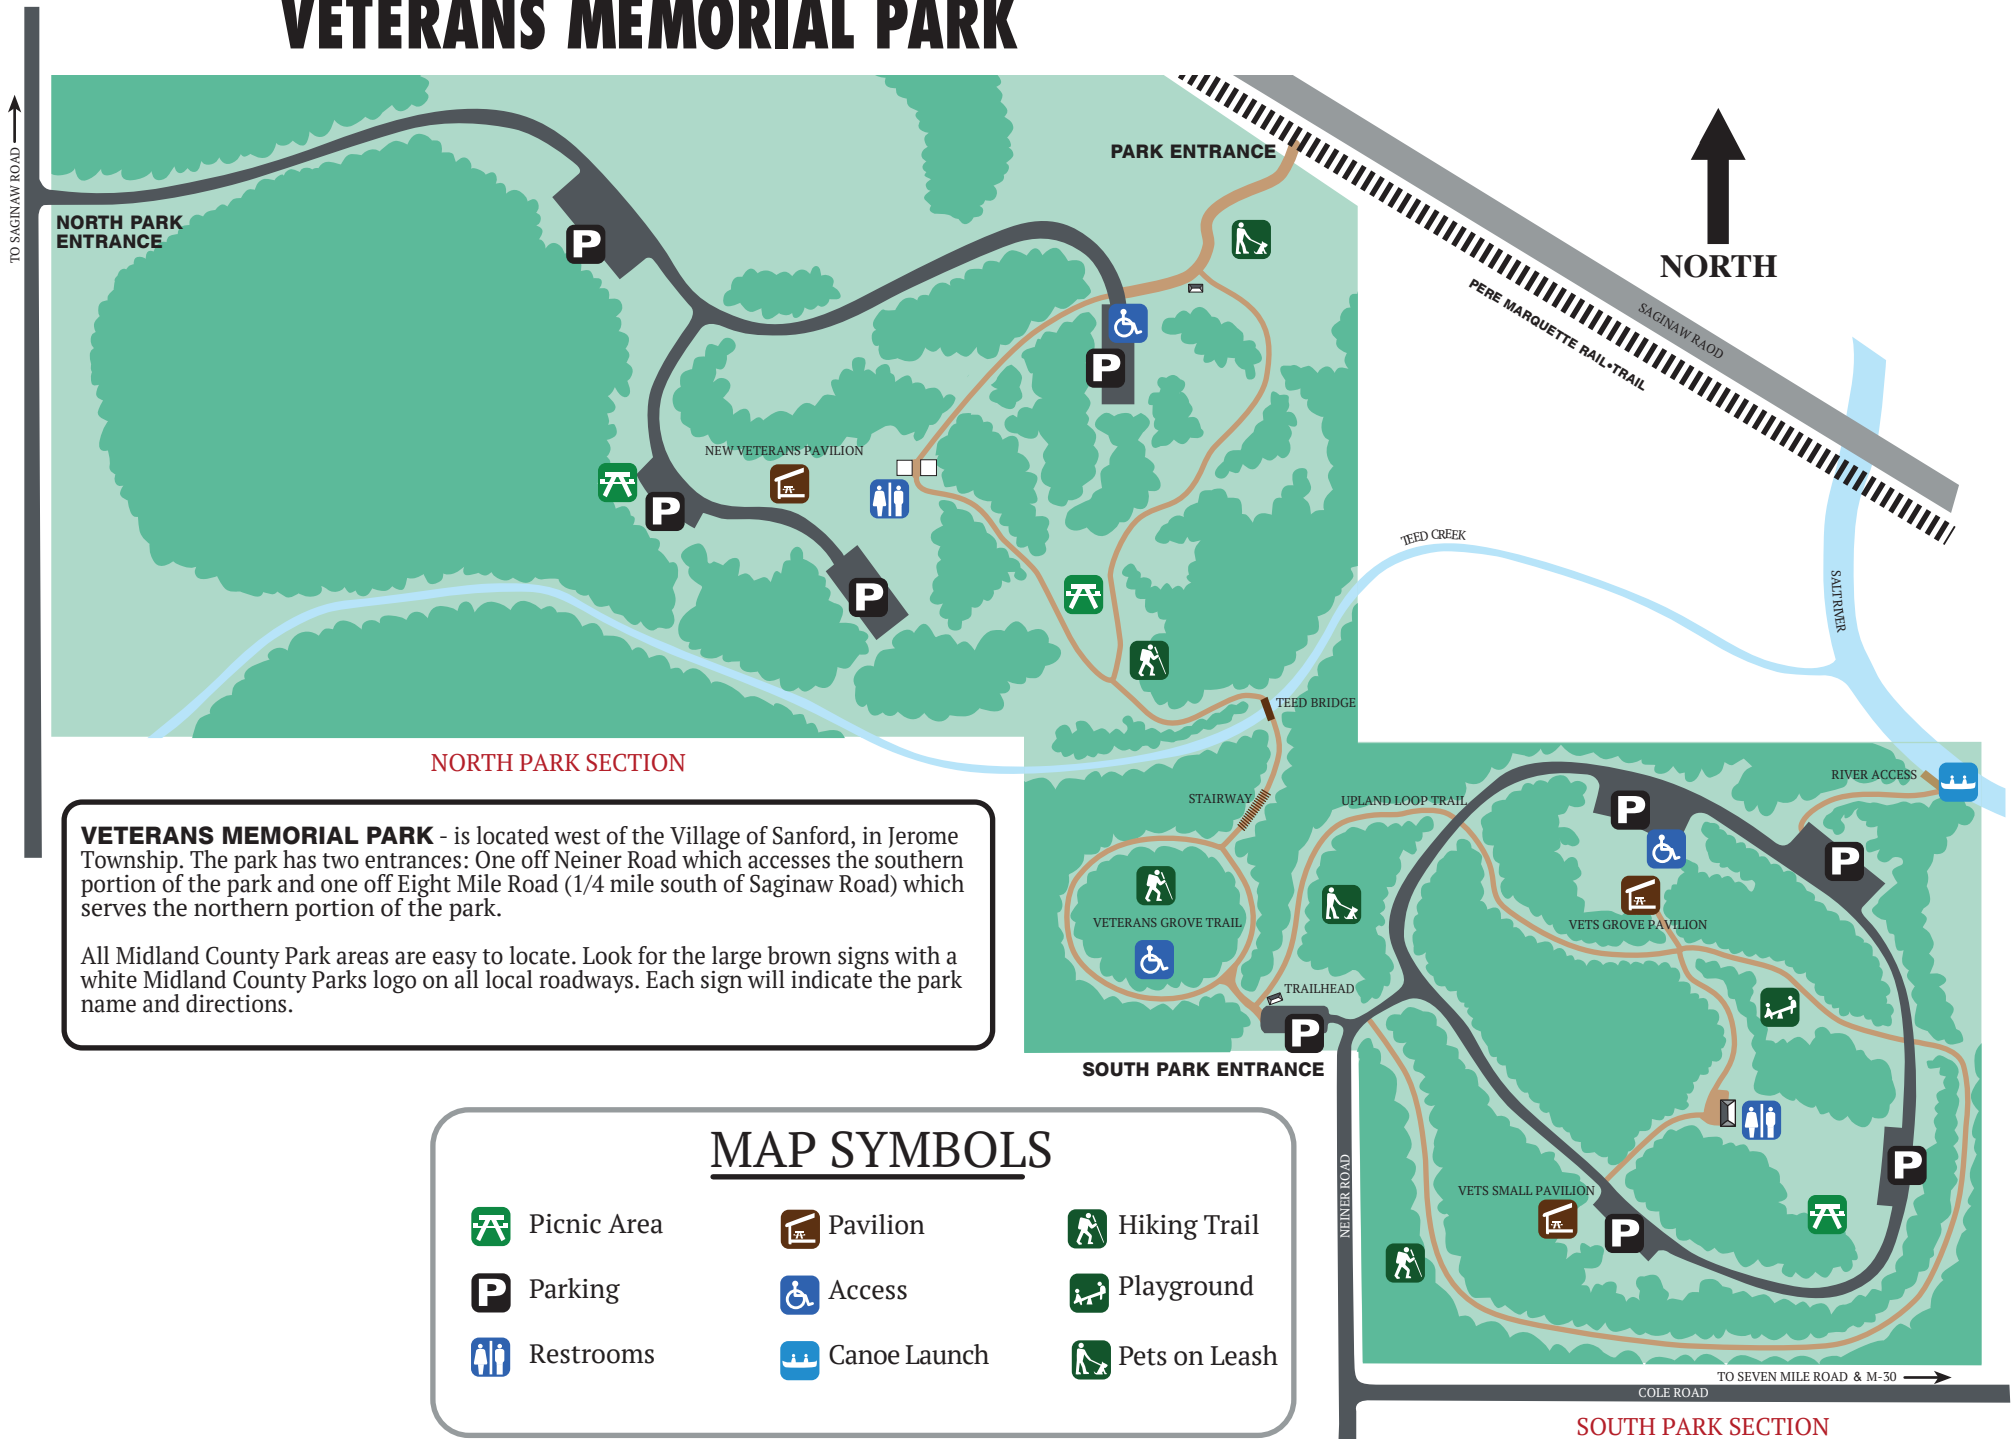 VETERANS MEMORIAL PARK
TO SAGINAW ROAD
NORTH PARK
ENTRANCE
PARK ENTRANCE
NORTH
SAGINAW RAOD
PERE MARQUETTE RAIL•TRAIL
P
P
P
P
NEW VETERANS PAVILION
TEED CREEK
SALT RIVER
TEED BRIDGE
NORTH PARK SECTION
RIVER ACCESS
STAIRWAY
UPLAND LOOP TRAIL
P
P
VETERANS GROVE TRAIL
VETS GROVE PAVILION
TRAILHEAD
P
SOUTH PARK ENTRANCE
VETERANS MEMORIAL PARK - is located west of the Village of Sanford, in Jerome
Township. The park has two entrances: One off Neiner Road which accesses the southern
portion of the park and one off Eight Mile Road (1/4 mile south of Saginaw Road) which
serves the northern portion of the park.
All Midland County Park areas are easy to locate. Look for the large brown signs with a
white Midland County Parks logo on all local roadways. Each sign will indicate the park
name and directions.
NEINER ROAD
VETS SMALL PAVILION
P
P
MAP SYMBOLS
Picnic Area
Pavilion
Hiking Trail
P
Parking
Access
Playground
Restrooms
Canoe Launch
Pets on Leash
TO SEVEN MILE ROAD & M-30
COLE ROAD
SOUTH PARK SECTION